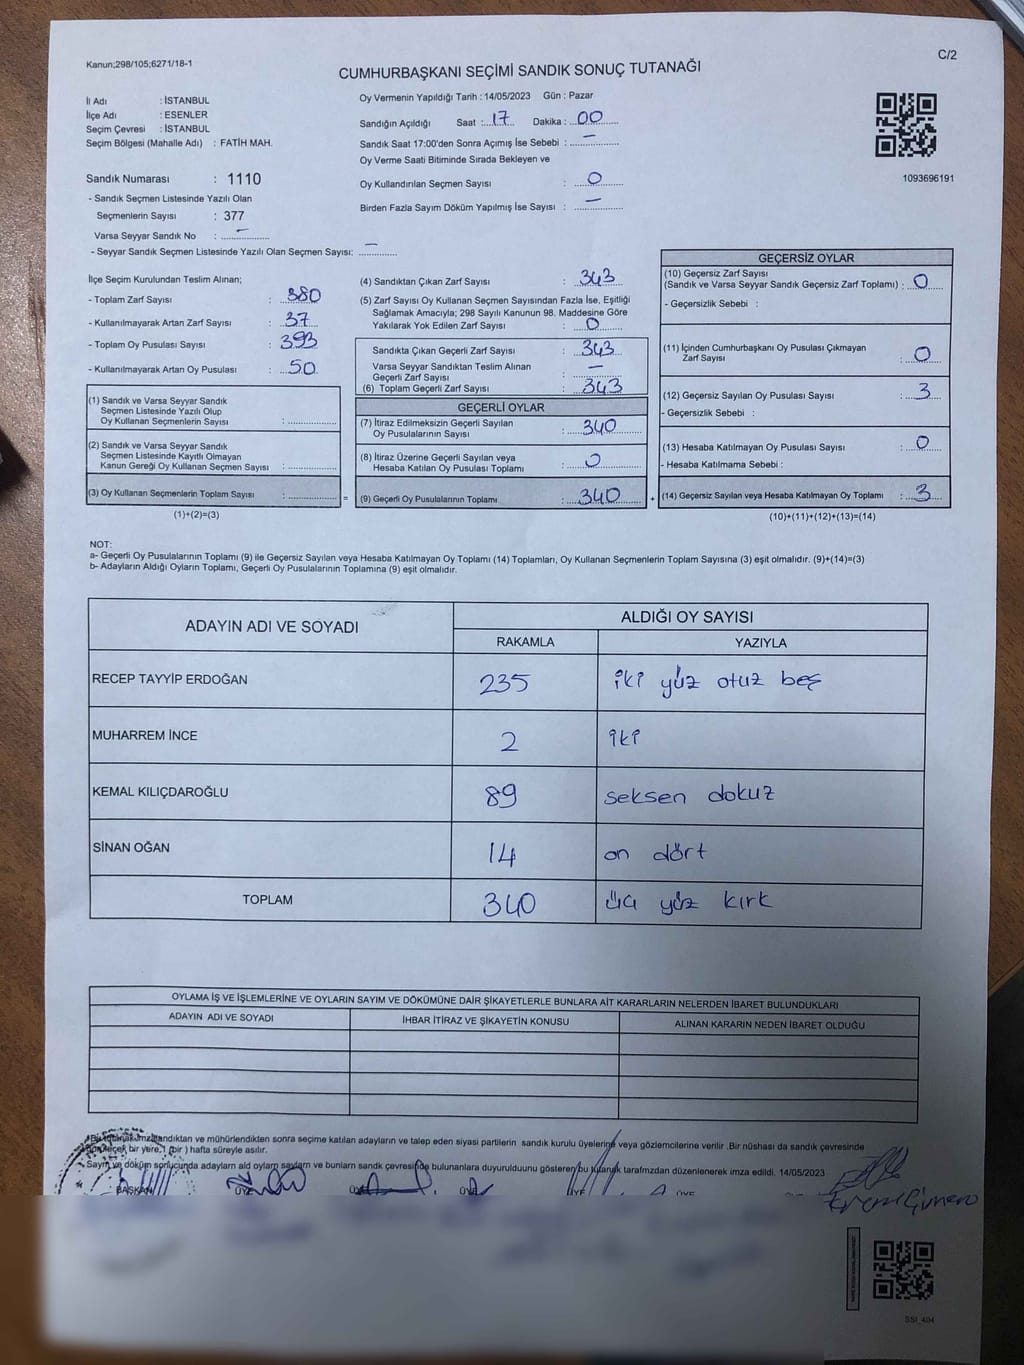 Kanun;298/105;6271/18-1
C/2
CUMHURBAŞKANI SEÇİMİ SANDIK SONUÇ TUTANAĞI
İl Adı : İSTANBUL
İlçe Adı : ESENLER
Seçim Çevresi : İSTANBUL
Seçim Bölgesi (Mahalle Adı) : FATİH MAH.
Sandık Numarası : 1110
- Sandık Seçmen Listesinde Yazılı Olan
Seçmenlerin Sayısı : 377
Varsa Seyyar Sandık No : –
- Seyyar Sandık Seçmen Listesinde Yazılı Olan Seçmen Sayısı: –
Oy Vermenin Yapıldığı Tarih : 14/05/2023 Gün : Pazar
Sandığın Açıldığı Saat : 17 Dakika : 00
Sandık Saat 17:00'den Sonra Açımış İse Sebebi : –
Oy Verme Saati Bitiminde Sırada Bekleyen ve
Oy Kullandırılan Seçmen Sayısı : 0
Birden Fazla Sayım Döküm Yapılmış İse Sayısı : –
1093696191
İlçe Seçim Kurulundan Teslim Alınan;
- Toplam Zarf Sayısı : 380
- Kullanılmayarak Artan Zarf Sayısı : 37
- Toplam Oy Pusulası Sayısı : 393
- Kullanılmayarak Artan Oy Pusulası : 50
(1) Sandık ve Varsa Seyyar Sandık
Seçmen Listesinde Yazılı Olup
Oy Kullanan Seçmenlerin Sayısı :
(2) Sandık ve Varsa Seyyar Sandık
Seçmen Listesinde Kayıtlı Olmayan
Kanun Gereği Oy Kullanan Seçmen Sayısı :
(3) Oy Kullanan Seçmenlerin Toplam Sayısı : =
(1)+(2)=(3)
(4) Sandıktan Çıkan Zarf Sayısı : 343
(5) Zarf Sayısı Oy Kullanan Seçmen Sayısından Fazla İse, Eşitliği
Sağlamak Amacıyla; 298 Sayılı Kanunun 98. Maddesine Göre
Yakılarak Yok Edilen Zarf Sayısı : 0
Sandıkta Çıkan Geçerli Zarf Sayısı : 343
Varsa Seyyar Sandıktan Teslim Alınan
Geçerli Zarf Sayısı : –
(6) Toplam Geçerli Zarf Sayısı : 343
GEÇERLİ OYLAR
(7) İtiraz Edilmeksizin Geçerli Sayılan
Oy Pusulalarının Sayısı : 340
(8) İtiraz Üzerine Geçerli Sayılan veya
Hesaba Katılan Oy Pusulası Toplamı : 0
(9) Geçerli Oy Pusulalarının Toplamı : 340 +
GEÇERSİZ OYLAR
(10) Geçersiz Zarf Sayısı
(Sandık ve Varsa Seyyar Sandık Geçersiz Zarf Toplamı) : 0
- Geçersizlik Sebebi :
(11) İçinden Cumhurbaşkanı Oy Pusulası Çıkmayan
Zarf Sayısı : 0
(12) Geçersiz Sayılan Oy Pusulası Sayısı : 3
- Geçersizlik Sebebi :
(13) Hesaba Katılmayan Oy Pusulası Sayısı : 0
- Hesaba Katılmama Sebebi :
(14) Geçersiz Sayılan veya Hesaba Katılmayan Oy Toplamı : 3
(10)+(11)+(12)+(13)=(14)
NOT:
a- Geçerli Oy Pusulalarının Toplamı (9) ile Geçersiz Sayılan veya Hesaba Katılmayan Oy Toplamı (14) Toplamları, Oy Kullanan Seçmenlerin Toplam Sayısına (3) eşit olmalıdır. (9)+(14)=(3)
b- Adayların Aldığı Oyların Toplamı, Geçerli Oy Pusulalarının Toplamına (9) eşit olmalıdır.
ADAYIN ADI VE SOYADI ALDIĞI OY SAYISI
RAKAMLA YAZIYLA
RECEP TAYYİP ERDOĞAN 235 iki yüz otuz beş
MUHARREM İNCE 2 iki
KEMAL KILIÇDAROĞLU 89 seksen dokuz
SİNAN OĞAN 14 on dört
TOPLAM 340 üç yüz kırk
OYLAMA İŞ VE İŞLEMLERİNE VE OYLARIN SAYIM VE DÖKÜMÜNE DAİR ŞİKAYETLERLE BUNLARA AİT KARARLARIN NELERDEN İBARET BULUNDUKLARI
ADAYIN ADI VE SOYADI İHBAR İTİRAZ VE ŞİKAYETİN KONUSU ALINAN KARARIN NEDEN İBARET OLDUĞU
ve mühürlendikten sonra seçime katılan adayların ve talep eden siyasi partilerin sandık kurulu üyelerine veya gözlemcilerine verilir .Bir nüshası da sandık çevresinde
bir yere,1 (bir ) hafta süreyle asılır.
Sayım ve döküm sonucunda adayların ald oyların sayıların ve bunların sandık çevresinde bulunanlara duyurulduunu gösteren bu tutanak tarafmzdan düzenlenerek imza edildi. 14/05/2023
BAŞKAN ÜYE ÜYE ÜYE ÜYE ÜYE
SSI_404